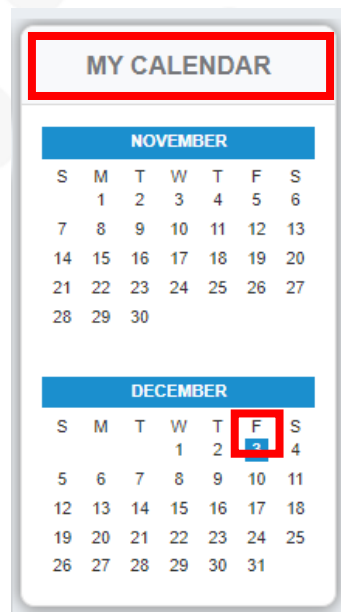 MY CALENDAR
NOVEMBER
S M T W T F S
1 2 3 4 5 6
7 8 9 10 11 12 13
14 15 16 17 18 19 20
21 22 23 24 25 26 27
28 29 30
DECEMBER
S M T W T F S
1 2 3 4
5 6 7 8 9 10 11
12 13 14 15 16 17 18
19 20 21 22 23 24 25
26 27 28 29 30 31